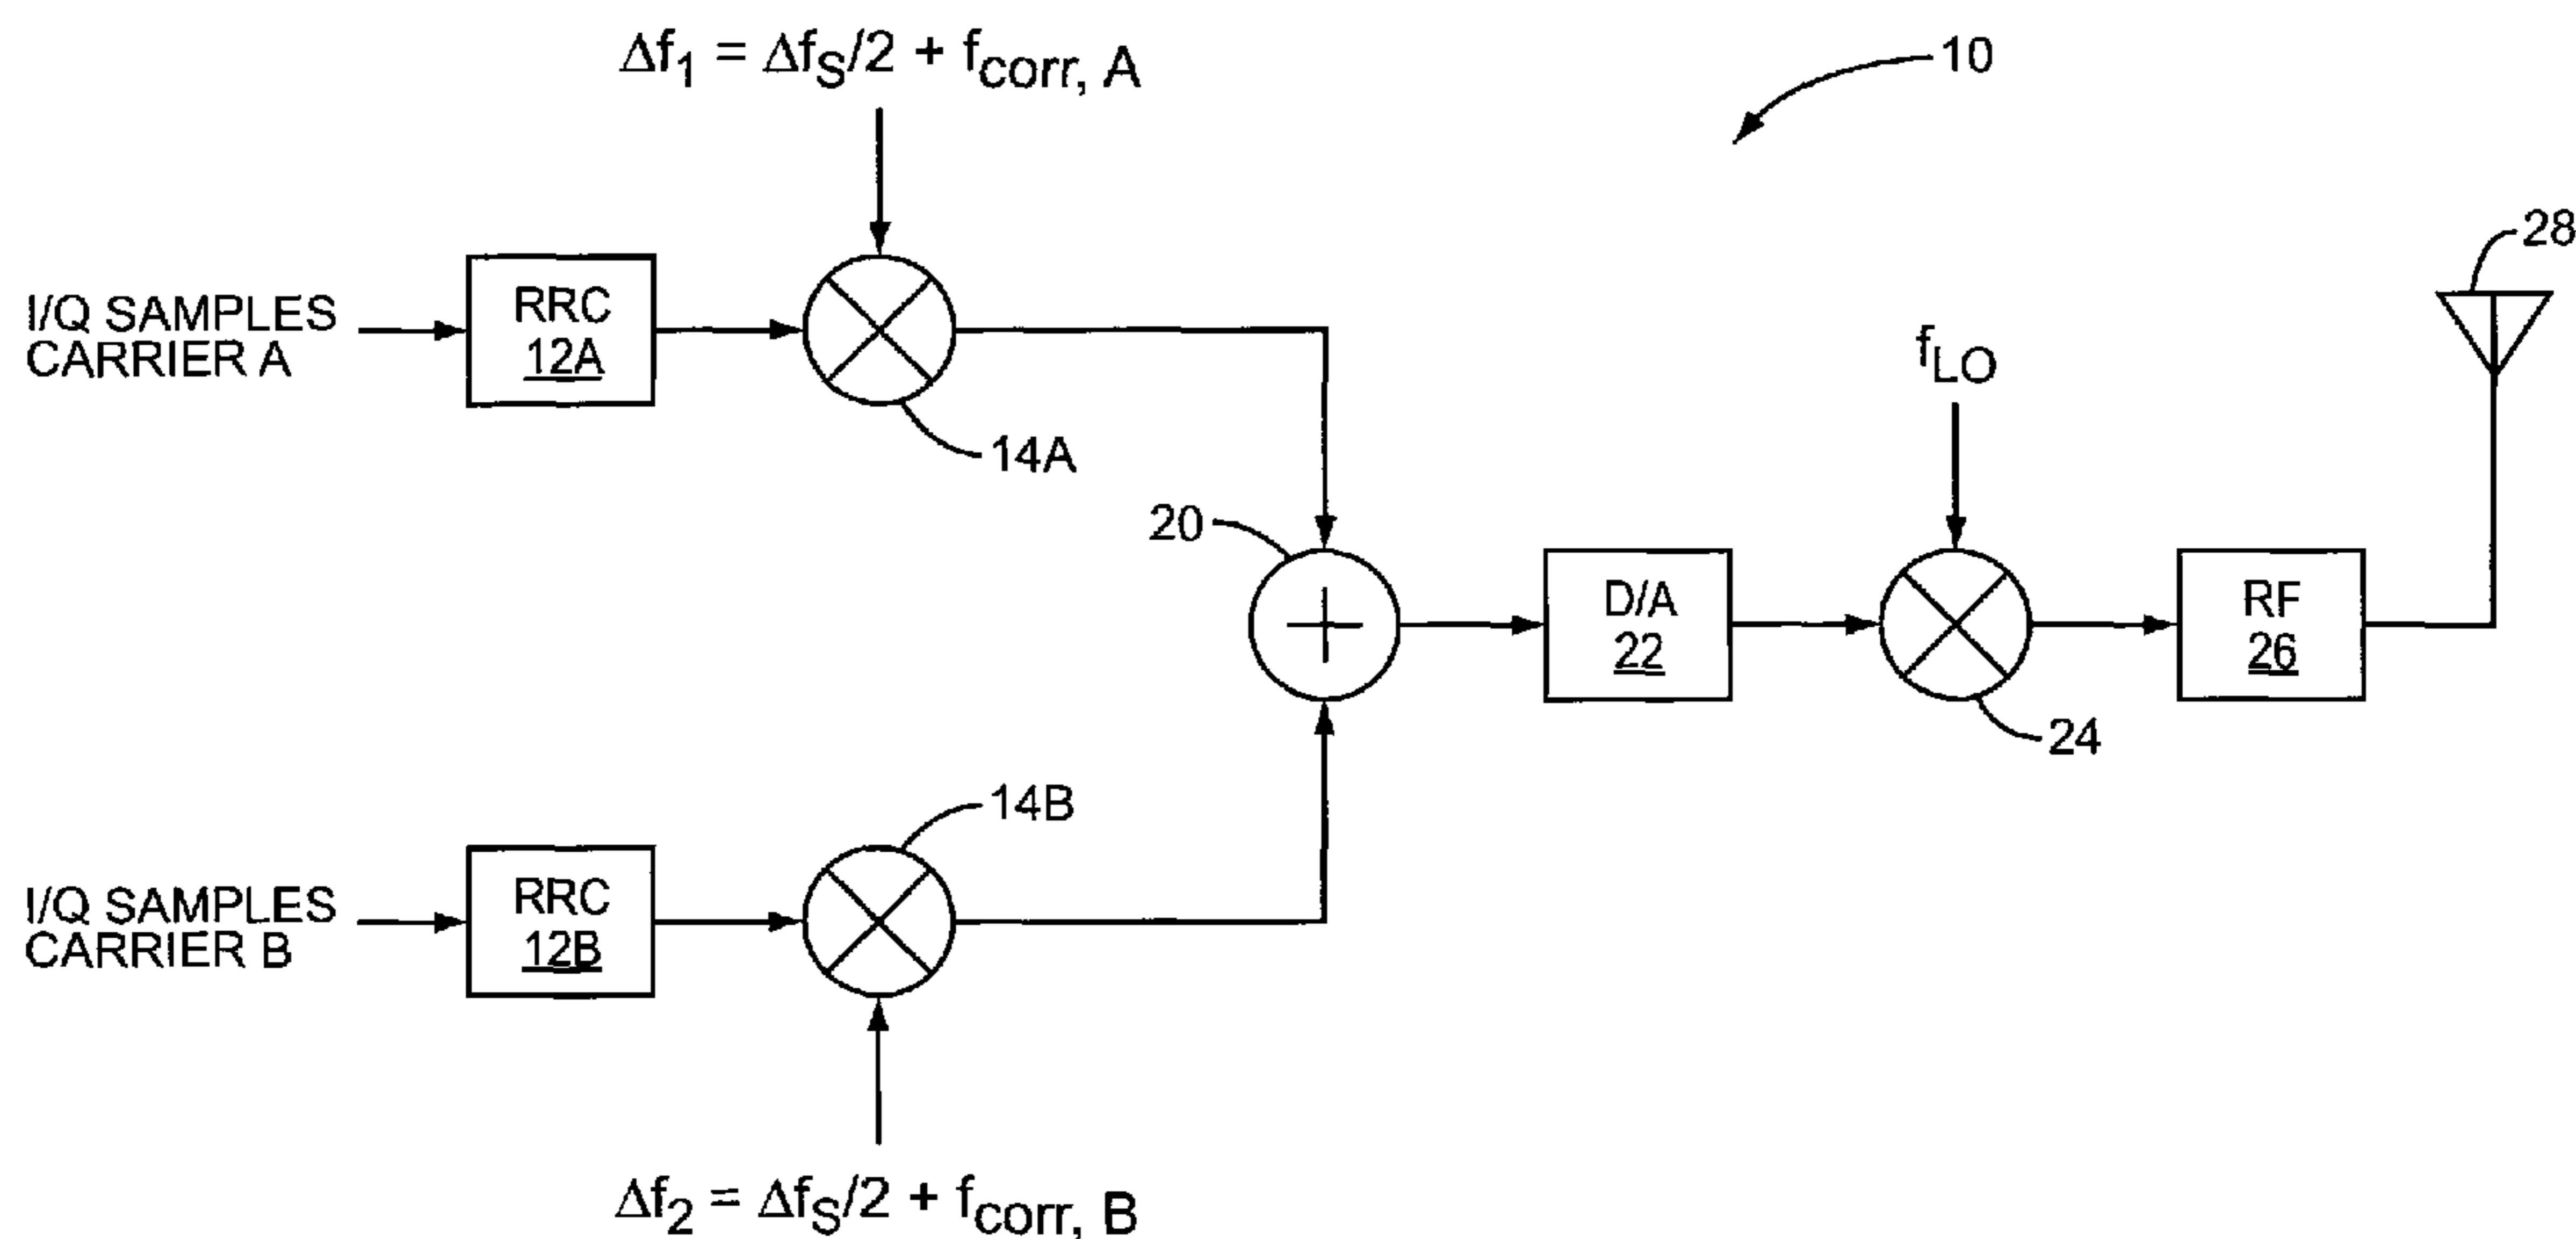 Δf1 = ΔfS/2 + fcorr, A
10
28
I/Q SAMPLES
CARRIER A
RRC
12A
fLO
14A
20
D/A
22
RF
26
24
14B
I/Q SAMPLES
CARRIER B
RRC
12B
Δf2 = ΔfS/2 + fcorr, B